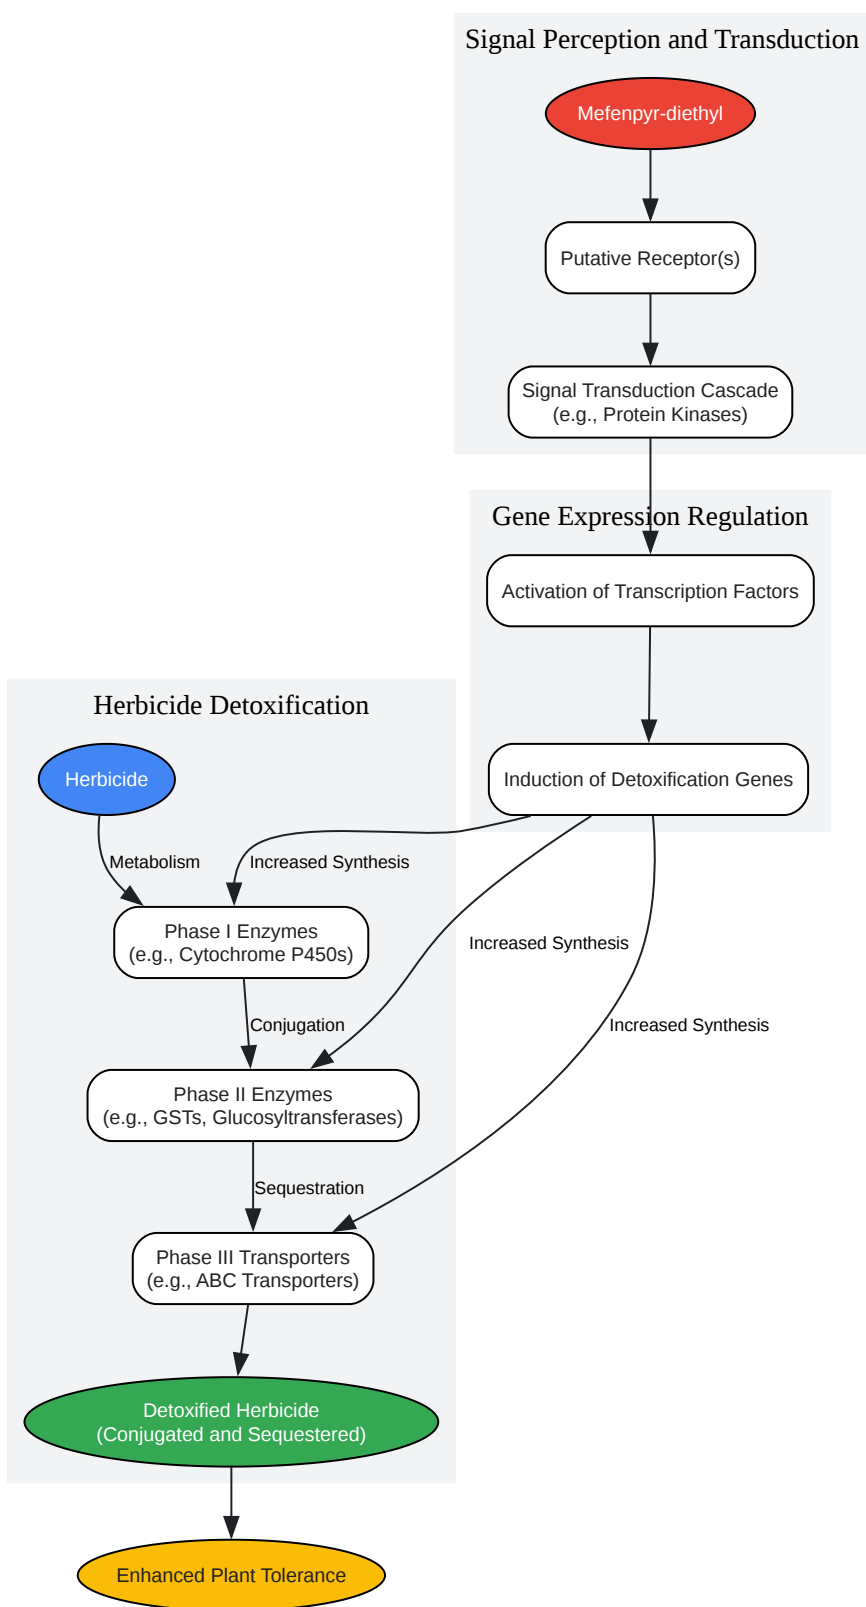 Signal Perception and Transduction
Mefenpyr-diethyl
Putative Receptor(s)
Signal Transduction Cascade
(e.g., Protein Kinases)
Gene Expression Regulation
Activation of Transcription Factors
Induction of Detoxification Genes
Herbicide Detoxification
Herbicide
Metabolism
Increased Synthesis
Phase I Enzymes
(e.g., Cytochrome P450s)
Increased Synthesis
Conjugation
Increased Synthesis
Phase II Enzymes
(e.g., GSTs, Glucosyltransferases)
Sequestration
Phase III Transporters
(e.g., ABC Transporters)
Detoxified Herbicide
(Conjugated and Sequestered)
Enhanced Plant Tolerance